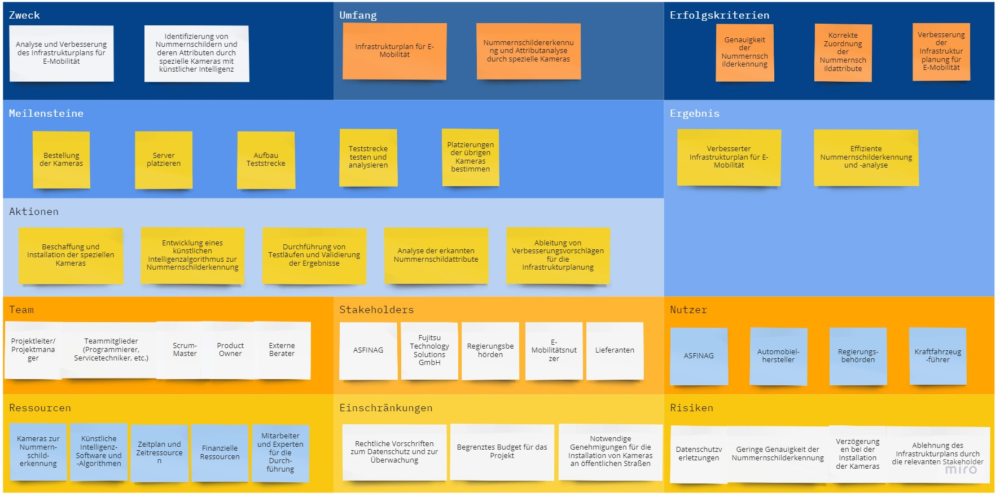 Zweck
Analyse und Verbesserung
des Infrastrukturplans für
E-Mobilität
Identifizierung von
Nummernschildern und
deren Attributen durch
spezielle Kameras mit
künstlicher Intelligenz
Umfang
Infrastrukturplan für E-
Mobilität
Nummernschildererkennu
ng und Attributanalyse
durch spezielle Kameras
Erfolgskriterien
Genauigkeit
der
Nummernsch
ilderkennung
Korrekte
Zuordnung
der
Nummernsch
ildattribute
Verbesserung
der
Infrastruktur
planung für
E-Mobilität
Meilensteine
Bestellung
der Kameras
Server
platzieren
Aufbau
Teststrecke
Teststrecke
testen und
analysieren
Platzierungen
der übrigen
Kameras
bestimmen
Ergebnis
Verbesserter
Infrastrukturplan für E-
Mobilität
Effiziente
Nummernschilderkennung
und -analyse
Aktionen
Beschaffung und
Installation der speziellen
Kameras
Entwicklung eines
künstlichen
Intelligenzalgorithmus zur
Nummernschilderkennung
Durchführung von
Testläufen und Validierung
der Ergebnisse
Analyse der erkannten
Nummernschildattribute
Ableitung von
Verbesserungsvorschlägen
für die
Infrastrukturplanung
Team
Projektleiter/
Projektmana
ger
Teammitglieder
(Programmierer,
Servicetechniker, etc.)
Scrum-
Master
Product
Owner
Externe
Berater
Stakeholders
ASFINAG
Fujitsu
Technology
Solutions
GmbH
Regierungsbe
hörden
E-
Mobilitätsnut
zer
Lieferanten
Nutzer
ASFINAG
Automobiel-
hersteller
Regierungs-
behörden
Kraftfahrzeug
-führer
Ressourcen
Kameras zur
Nummern-
schild-
erkennung
Künstliche
Intelligenz-
Software und
-Algorithmen
Zeitplan und
Zeitressource
n
Finanzielle
Ressourcen
Mitarbeiter
und Experten
für die
Durch-
führung
Einschränkungen
Rechtliche Vorschriften
zum Datenschutz und zur
Überwachung
Begrenztes Budget für das
Projekt
Notwendige
Genehmigungen für die
Installation von Kameras
an öffentlichen Straßen
Risiken
Datenschutzv
erletzungen
Geringe Genauigkeit der
Nummernschilderkennung
Verzögerung
en bei der
Installation
der Kameras
Ablehnung des
Infrastrukturplans durch
die relevanten Stakeholder
miro